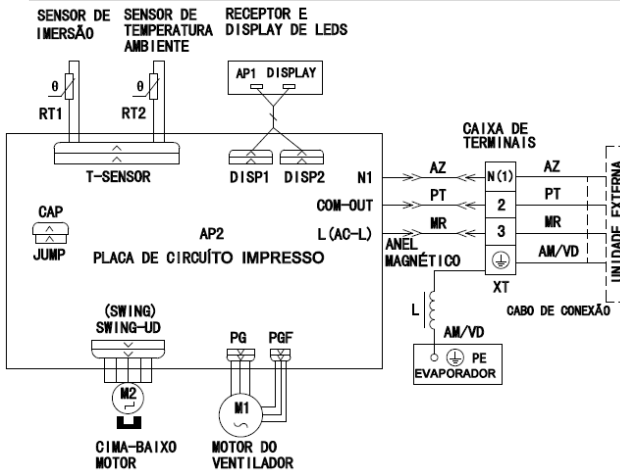 SENSOR DE
IMERSÃO
SENSOR DE
TEMPERATURA
AMBIENTE
RECEPTOR E
DISPLAY DE LEDS
θ
RT1
θ
RT2
AP1 DISPLAY
T-SENSOR
DISP1
DISP2
N1
COM-OUT
L(AC-L)
AZ
PT
MR
ANEL
MAGNÉTICO
CAIXA DE
TERMINAIS
N(1)
2
3
XT
AZ
PT
MR
AM/VD
UNIDADE EXTERNA
CABO DE CONEXÃO
CAP
JUMP
AP2
PLACA DE CIRCUÍTO IMPRESSO
L
AM/VD
PE
EVAPORADOR
(SWING)
SWING-UD
PG
PGF
M2
M1
CIMA-BAIXO
MOTOR
MOTOR DO
VENTILADOR